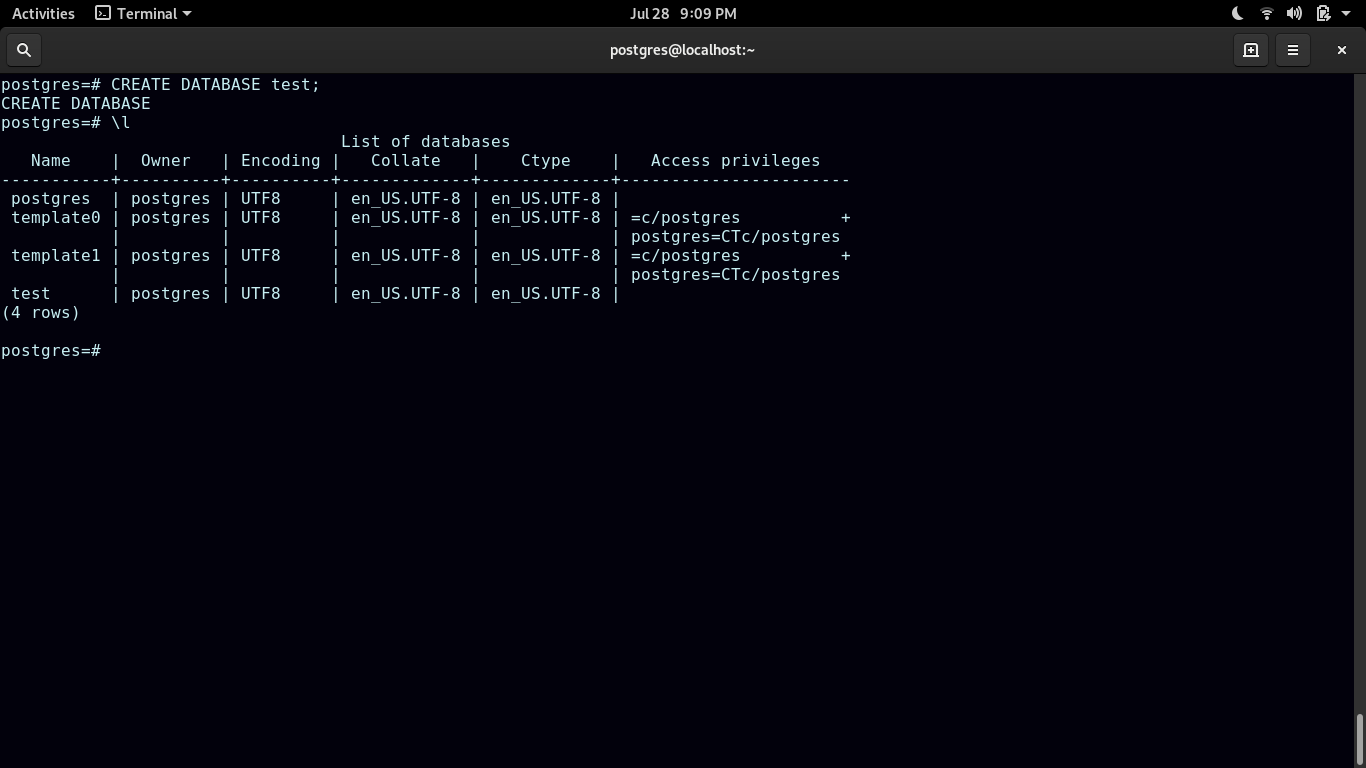 Activities Terminal Jul 28 9:09 PM
postgres@localhost:~
postgres=# CREATE DATABASE test;
CREATE DATABASE
postgres=# \l
                                  List of databases
   Name    |  Owner   | Encoding |   Collate   |    Ctype    |   Access privileges
-----------+----------+----------+-------------+-------------+-----------------------
 postgres  | postgres | UTF8     | en_US.UTF-8 | en_US.UTF-8 |
 template0 | postgres | UTF8     | en_US.UTF-8 | en_US.UTF-8 | =c/postgres          +
           |          |          |             |             | postgres=CTc/postgres
 template1 | postgres | UTF8     | en_US.UTF-8 | en_US.UTF-8 | =c/postgres          +
           |          |          |             |             | postgres=CTc/postgres
 test      | postgres | UTF8     | en_US.UTF-8 | en_US.UTF-8 |
(4 rows)
postgres=#